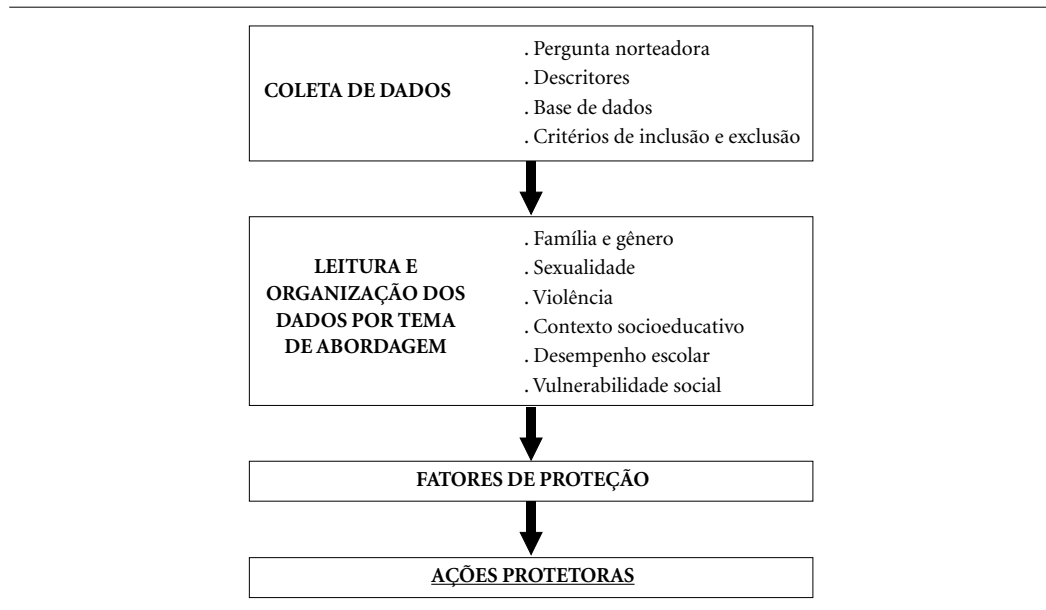 COLETA DE DADOS
. Pergunta norteadora
. Descritores
. Base de dados
. Critérios de inclusão e exclusão
LEITURA E
ORGANIZAÇÃO DOS
DADOS POR TEMA
DE ABORDAGEM
. Família e gênero
. Sexualidade
. Violência
. Contexto socioeducativo
. Desempenho escolar
. Vulnerabilidade social
FATORES DE PROTEÇÃO
AÇÕES PROTETORAS